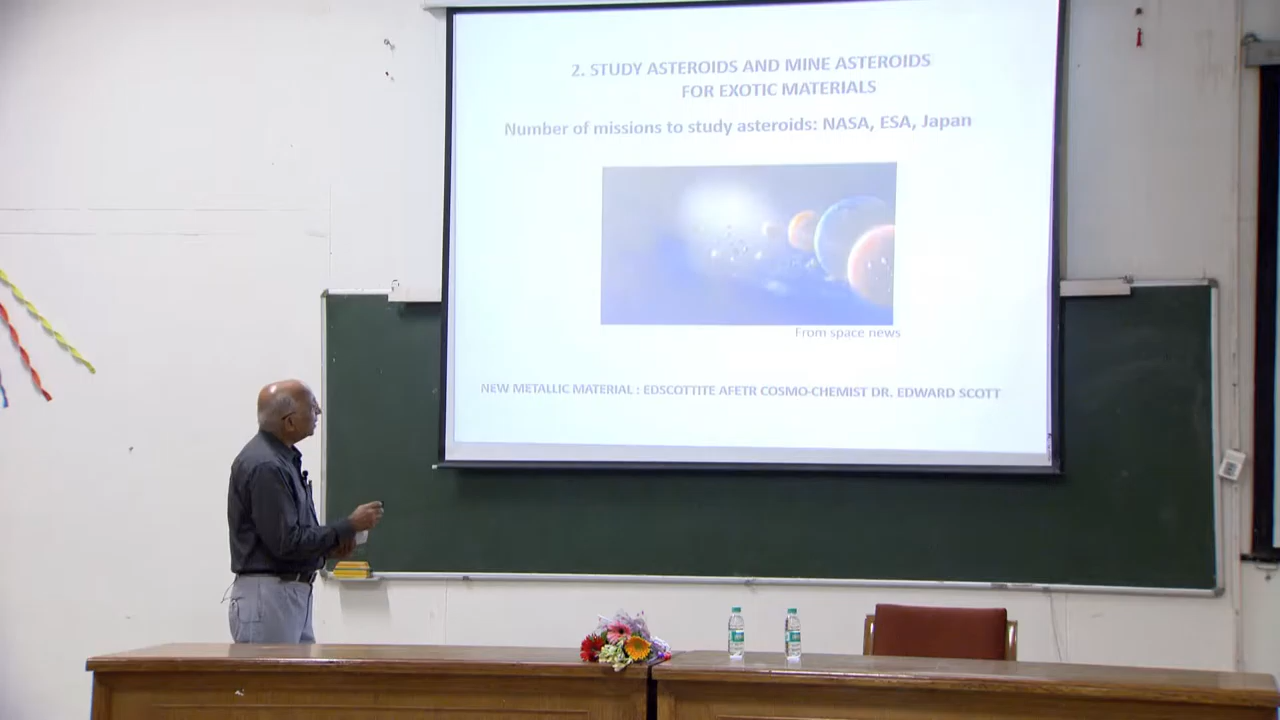 2. STUDY ASTEROIDS AND MINE ASTEROIDS
FOR EXOTIC MATERIALS
Number of missions to study asteroids: NASA, ESA, Japan
From space news
NEW METALLIC MATERIAL : EDSCOTTITE AFETR COSMO-CHEMIST DR. EDWARD SCOTT